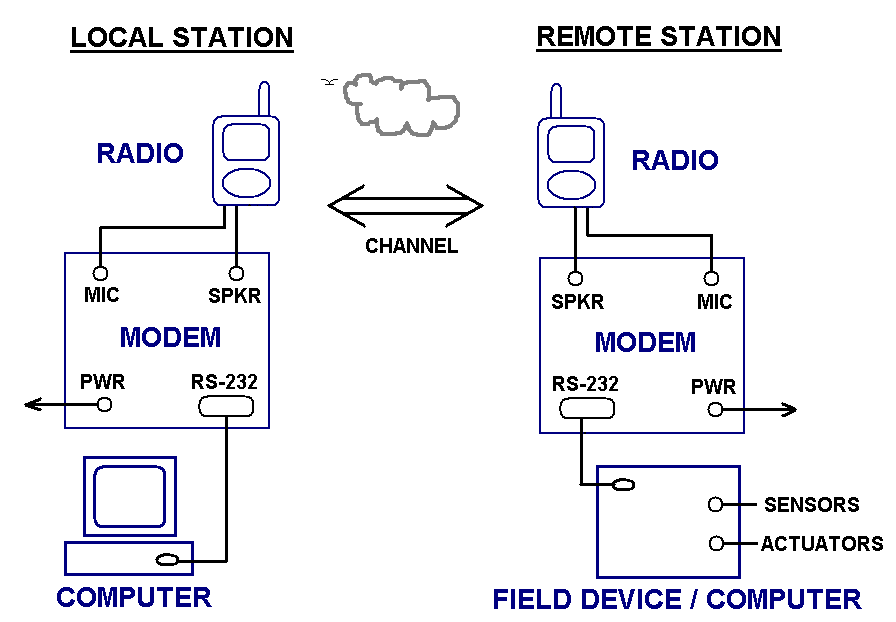 LOCAL STATION
REMOTE STATION
RADIO
RADIO
CHANNEL
MIC
SPKR
MODEM
PWR
RS-232
SPKR
MIC
MODEM
RS-232
PWR
COMPUTER
SENSORS
ACTUATORS
FIELD DEVICE / COMPUTER